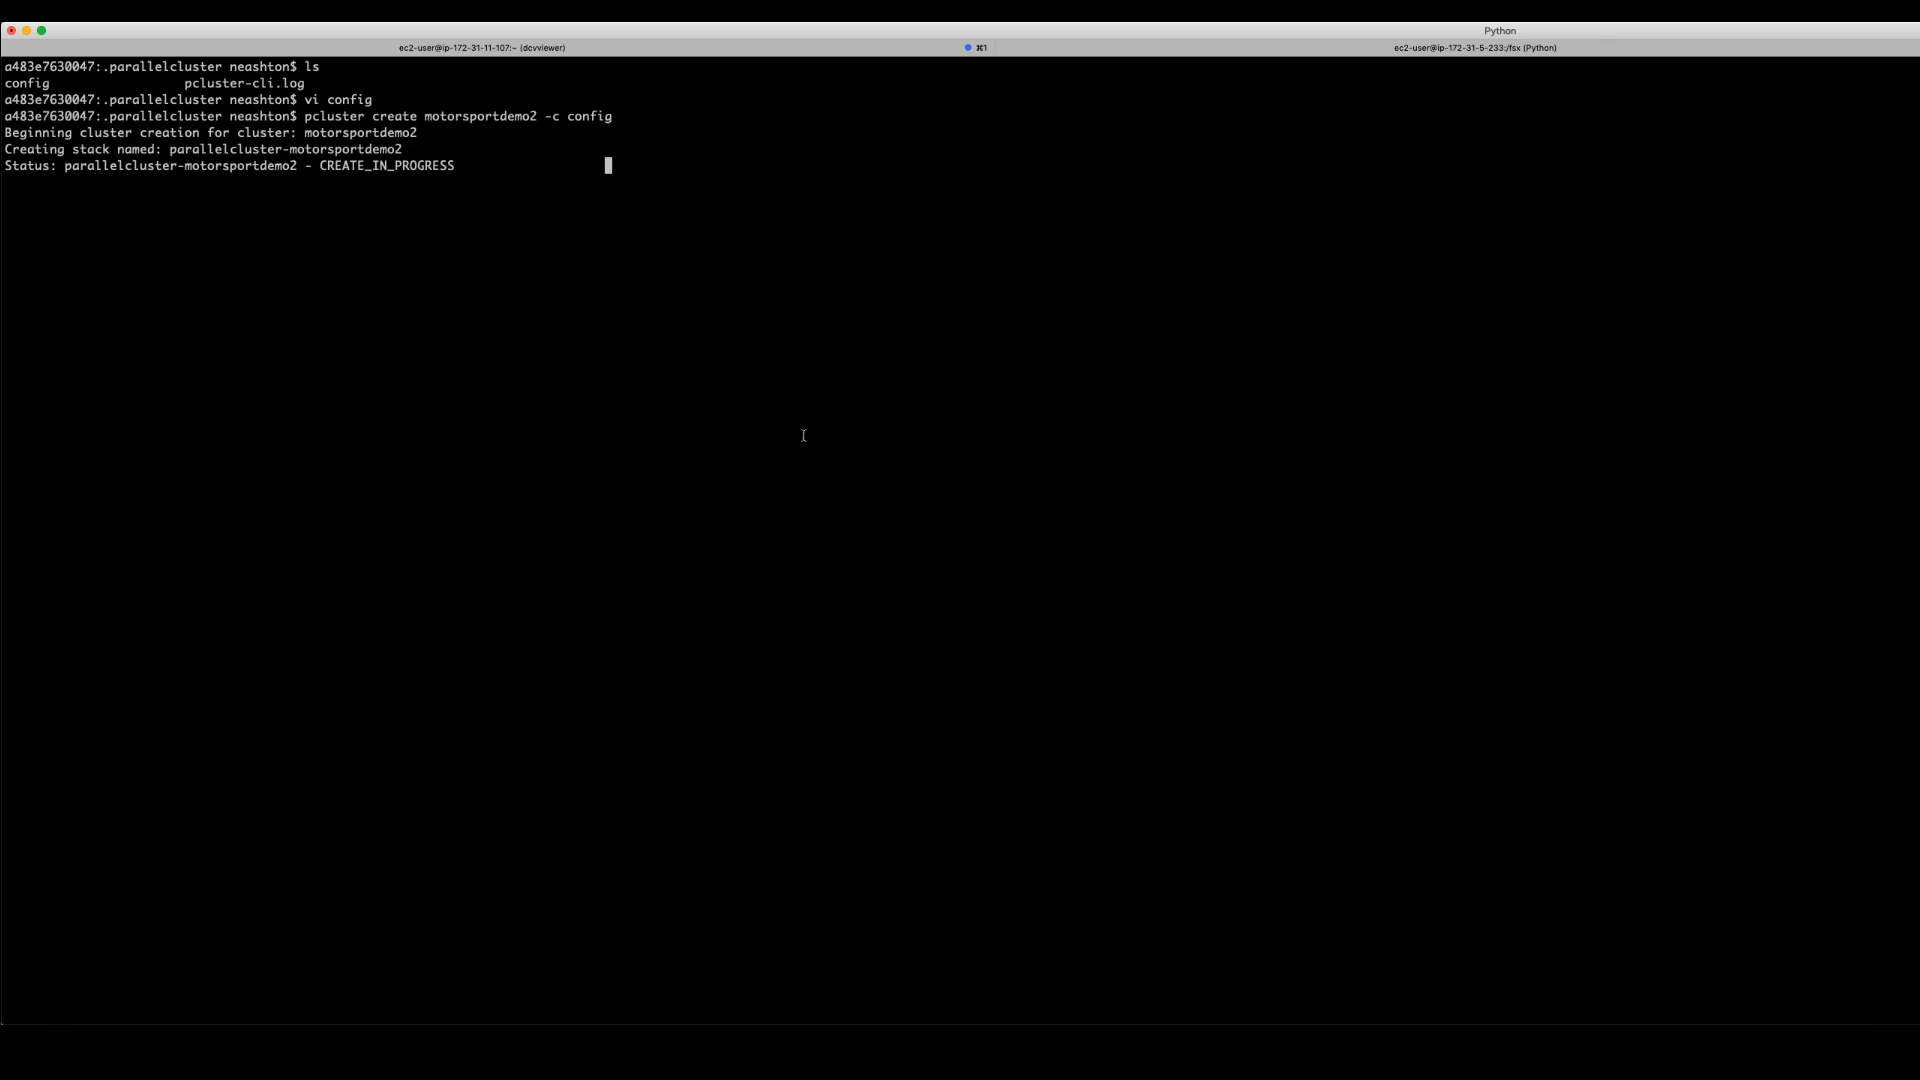 Python
ec2-user@ip-172-31-11-107:~ (dcvviewer)
⌘1
ec2-user@ip-172-31-5-233:/fsx (Python)
a483e7630047:.parallelcluster neashton$ ls
config pcluster-cli.log
a483e7630047:.parallelcluster neashton$ vi config
a483e7630047:.parallelcluster neashton$ pcluster create motorsportdemo2 -c config
Beginning cluster creation for cluster: motorsportdemo2
Creating stack named: parallelcluster-motorsportdemo2
Status: parallelcluster-motorsportdemo2 - CREATE_IN_PROGRESS